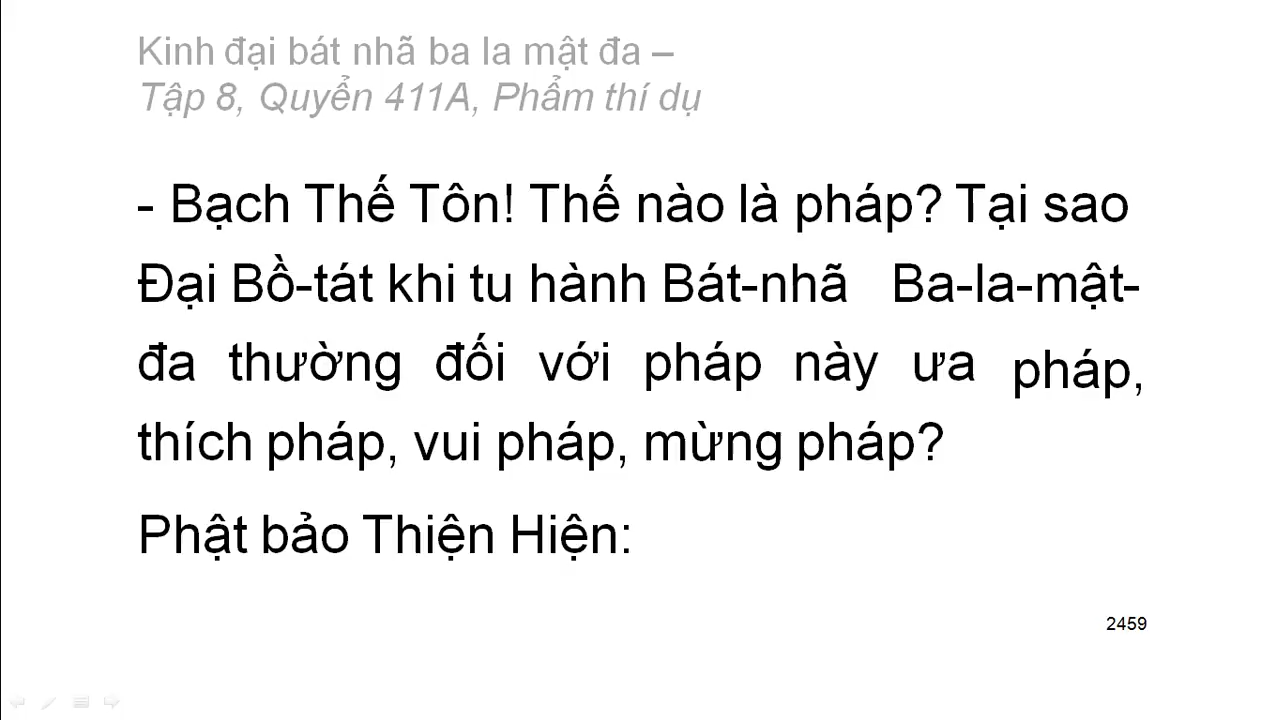 Kinh đại bát nhã ba la mật đa –
Tập 8, Quyển 411A, Phẩm thí dụ
- Bạch Thế Tôn! Thế nào là pháp? Tại sao
Đại Bồ-tát khi tu hành Bát-nhã Ba-la-mật-
đa thường đối với pháp này ưa pháp,
thích pháp, vui pháp, mừng pháp?
Phật bảo Thiện Hiện:
2459